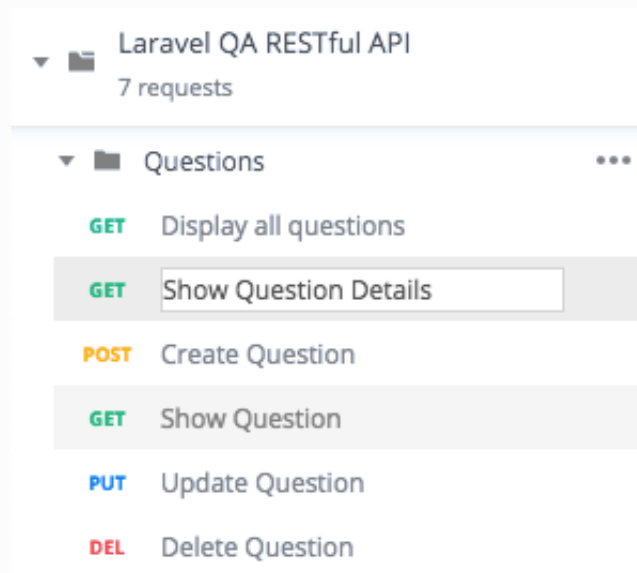 Laravel QA RESTful API
7 requests
Questions
GET Display all questions
GET Show Question Details
POST Create Question
GET Show Question
PUT Update Question
DEL Delete Question